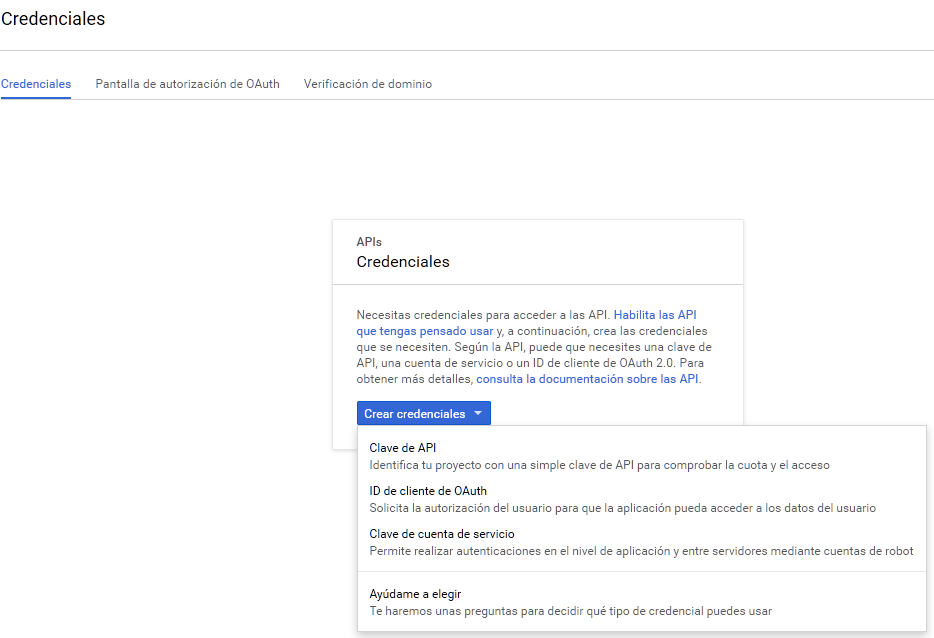 Credenciales
Credenciales
Pantalla de autorización de OAuth
Verificación de dominio
APIs
Credenciales
Necesitas credenciales para acceder a las API. Habilita las API
que tengas pensado usar y, a continuación, crea las credenciales
que se necesiten. Según la API, puede que necesites una clave de
API, una cuenta de servicio o un ID de cliente de OAuth 2.0. Para
obtener más detalles, consulta la documentación sobre las API.
Crear credenciales
Clave de API
Identifica tu proyecto con una simple clave de API para comprobar la cuota y el acceso
ID de cliente de OAuth
Solicita la autorización del usuario para que la aplicación pueda acceder a los datos del usuario
Clave de cuenta de servicio
Permite realizar autenticaciones en el nivel de aplicación y entre servidores mediante cuentas de robot
Ayúdame a elegir
Te haremos unas preguntas para decidir qué tipo de credencial puedes usar